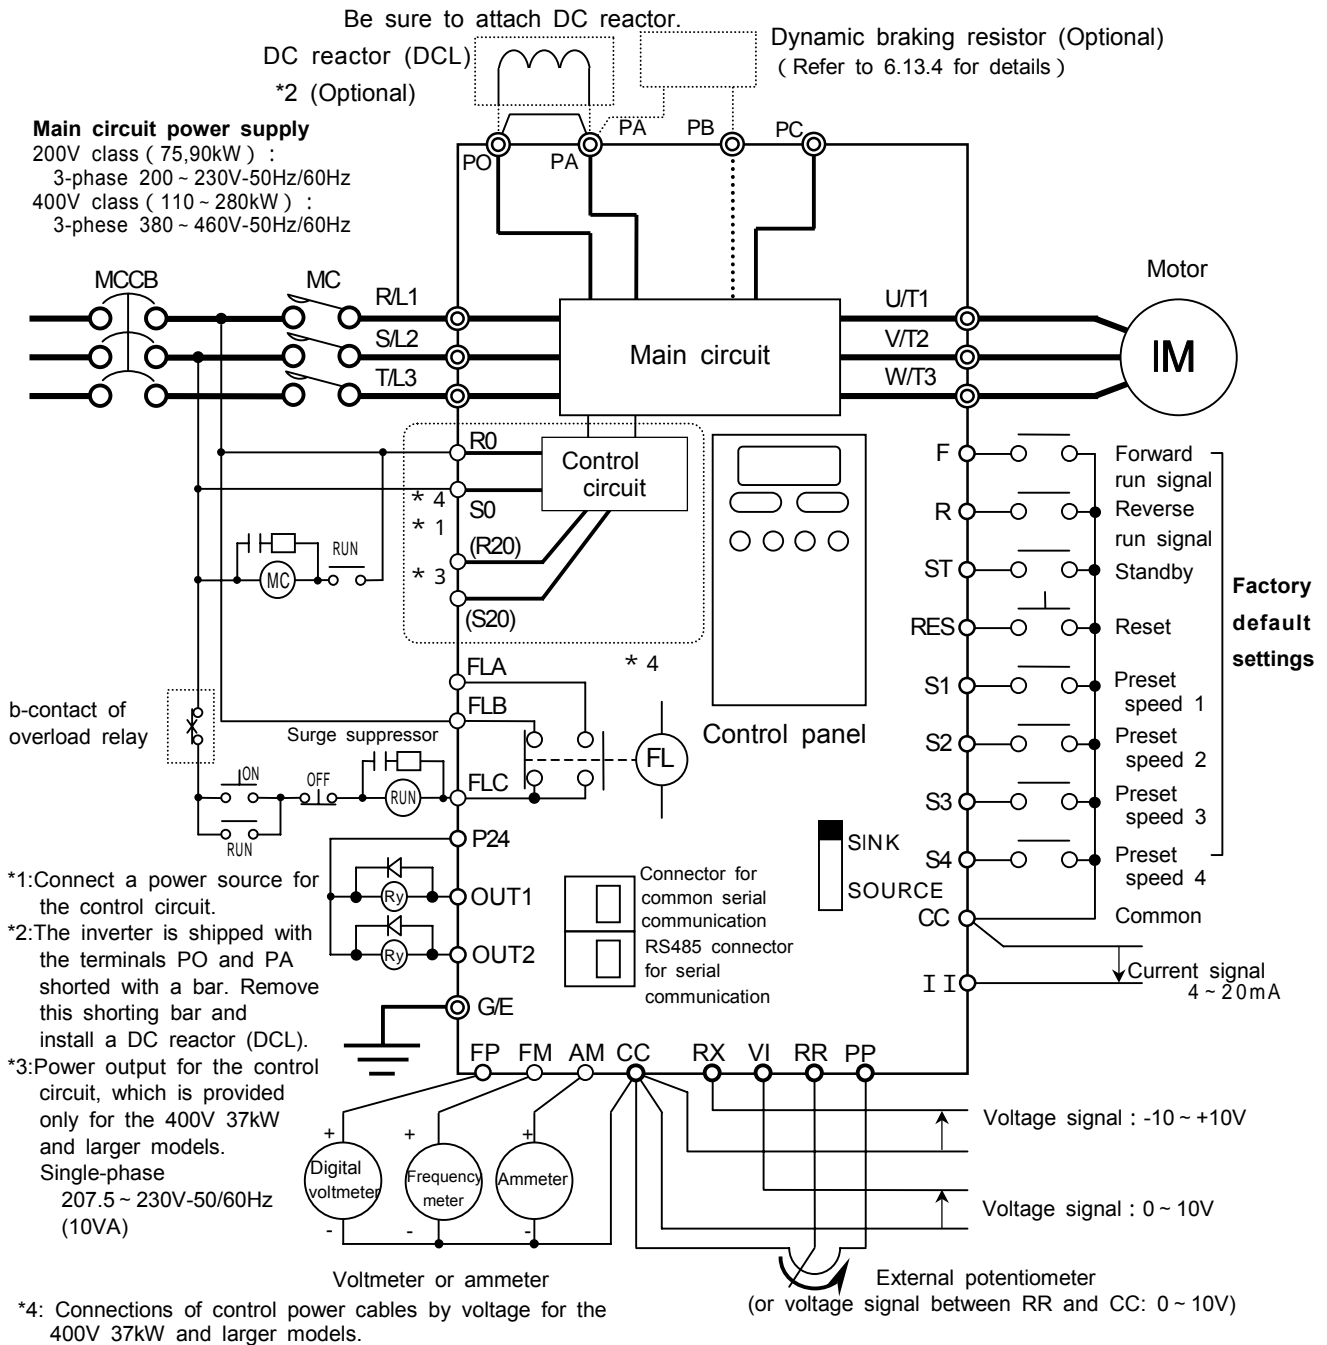 Be sure to attach DC reactor.
DC reactor (DCL)
*2 (Optional)
Dynamic braking resistor (Optional)
( Refer to 6.13.4 for details )
Main circuit power supply
200V class ( 75,90kW ) :
3-phase 200 ~ 230V-50Hz/60Hz
400V class ( 110 ~ 280kW ) :
3-phese 380 ~ 460V-50Hz/60Hz
PO
PA
PA
PB
PC
MCCB
MC
R/L1
S/L2
T/L3
Main circuit
U/T1
V/T2
W/T3
Motor
IM
R0
* 4
S0
* 1
(R20)
* 3
(S20)
Control
circuit
* 4
RUN
MC
F
Forward
run signal
R
Reverse
run signal
ST
Standby
RES
Reset
S1
Preset
speed 1
S2
Preset
speed 2
S3
Preset
speed 3
S4
Preset
speed 4
Factory
default
settings
CC
Common
II
Current signal
4 ~ 20mA
FLA
FLB
FLC
FL
Control panel
b-contact of
overload relay
Surge suppressor
ON
OFF
RUN
RUN
P24
Ry
OUT1
Ry
OUT2
G/E
SINK
SOURCE
Connector for
common serial
communication
RS485 connector
for serial
communication
*1:Connect a power source for
the control circuit.
*2:The inverter is shipped with
the terminals PO and PA
shorted with a bar. Remove
this shorting bar and
install a DC reactor (DCL).
*3:Power output for the control
circuit, which is provided
only for the 400V 37kW
and larger models.
Single-phase
207.5 ~ 230V-50/60Hz
(10VA)
FP FM AM CC RX VI RR PP
+ + +
Digital
voltmeter
Frequency
meter
Ammeter
- - -
Voltmeter or ammeter
Voltage signal : -10 ~ +10V
Voltage signal : 0 ~ 10V
External potentiometer
(or voltage signal between RR and CC: 0 ~ 10V)
*4: Connections of control power cables by voltage for the
400V 37kW and larger models.